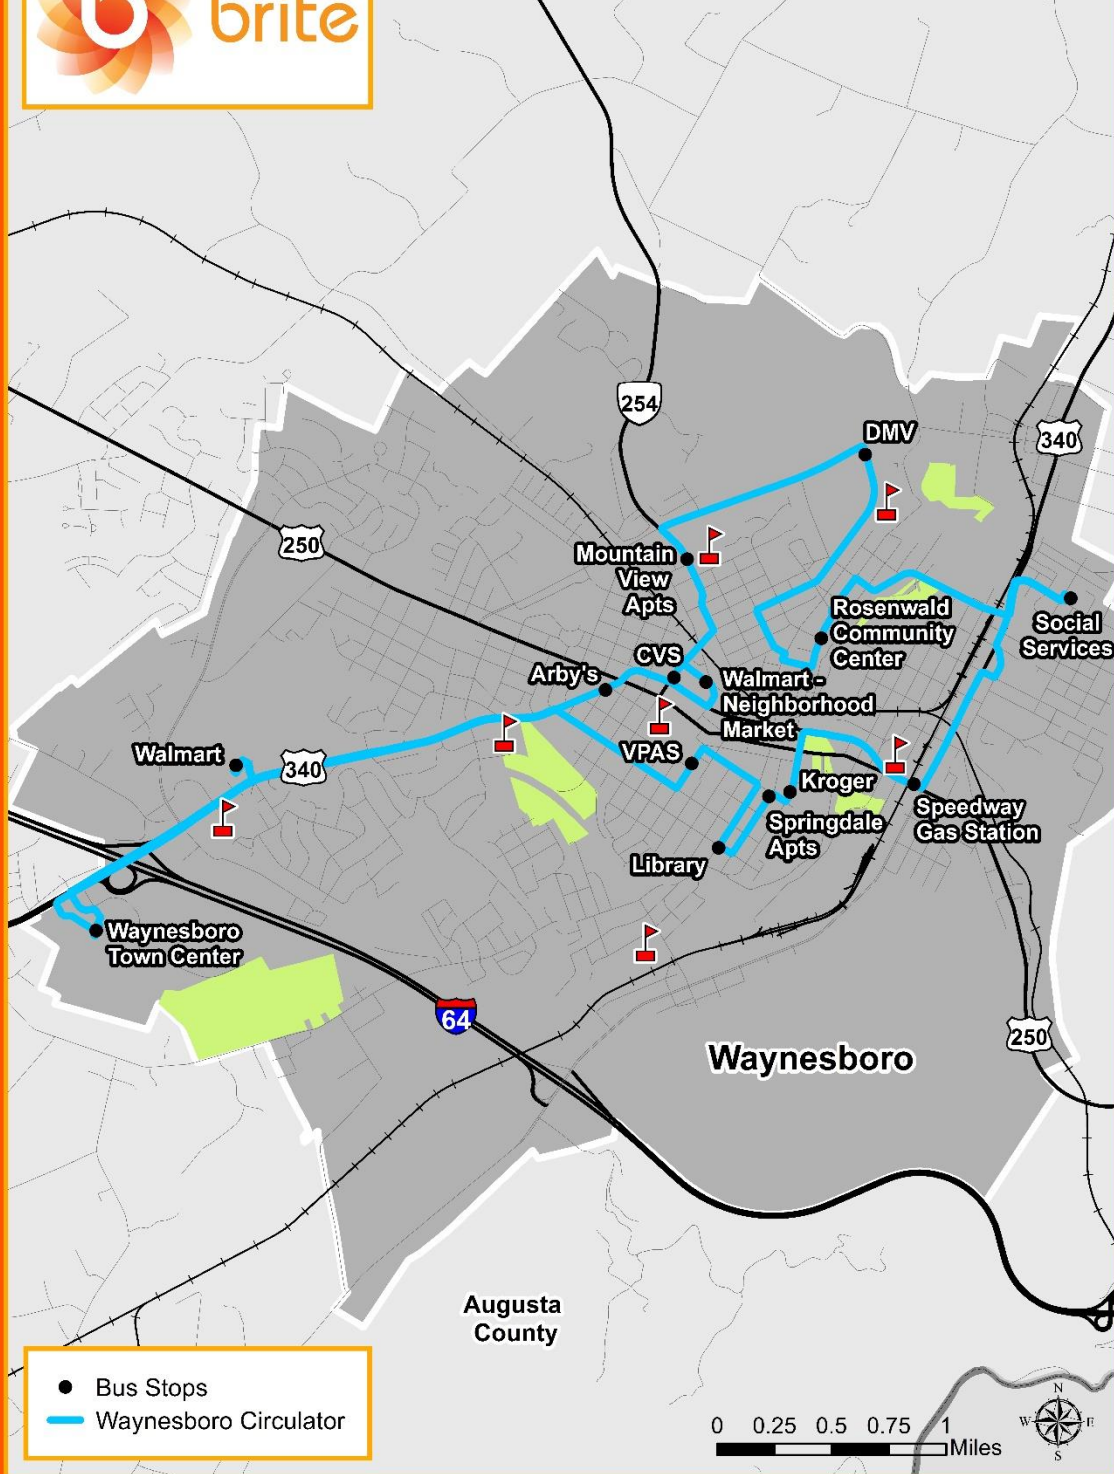 brite
254
DMV
340
250
Mountain
View
Apts
Rosenwald
Community
Center
Social
Services
CVS
Arby's
Walmart -
Neighborhood
Market
VPAS
Walmart
340
Kroger
Speedway
Gas Station
Springdale
Apts
Library
Waynesboro
Town Center
64
Waynesboro
250
Augusta
County
Bus Stops
Waynesboro Circulator
0 0.25 0.5 0.75 1
Miles
N
W E
S